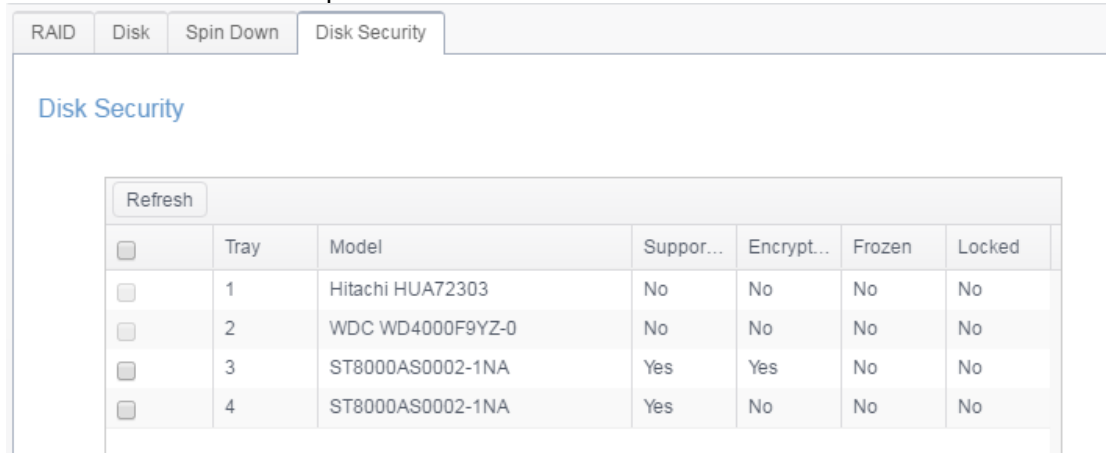 RAID Disk Spin Down Disk Security
Disk Security
Refresh
Tray Model Suppor... Encrypt... Frozen Locked
1 Hitachi HUA72303 No No No No
2 WDC WD4000F9YZ-0 No No No No
3 ST8000AS0002-1NA Yes Yes No No
4 ST8000AS0002-1NA Yes No No No